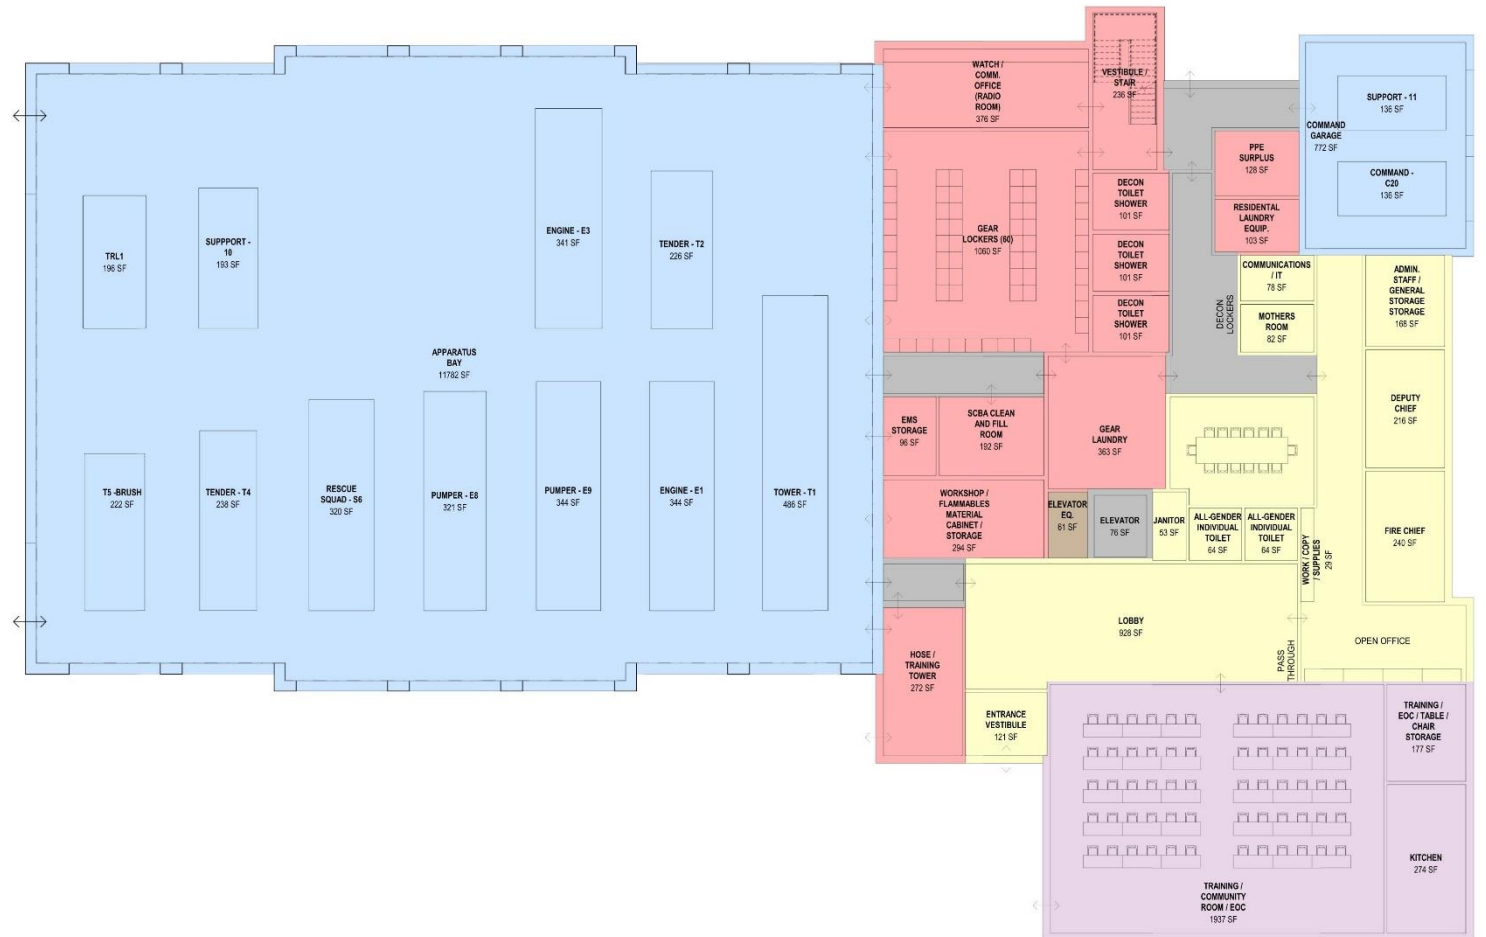 WATCH /
COMM.
OFFICE
(RADIO
ROOM)
376 SF
VESTIBULE /
STAIR
236 SF
SUPPORT - 11
136 SF
COMMAND
GARAGE
772 SF
COMMAND -
C20
136 SF
PPE
SURPLUS
128 SF
RESIDENTAL
LAUNDRY
EQUIP.
103 SF
DECON
TOILET
SHOWER
101 SF
DECON
TOILET
SHOWER
101 SF
DECON
TOILET
SHOWER
101 SF
GEAR
LOCKERS (60)
1060 SF
ENGINE - E3
341 SF
TENDER - T2
226 SF
TRL1
196 SF
SUPPPORT -
10
193 SF
APPARATUS
BAY
11782 SF
COMMUNICATIONS
/ IT
78 SF
MOTHERS
ROOM
82 SF
DECON
LOCKERS
ADMIN.
STAFF /
GENERAL
STORAGE
STORAGE
168 SF
DEPUTY
CHIEF
216 SF
EMS
STORAGE
96 SF
SCBA CLEAN
AND FILL
ROOM
192 SF
GEAR
LAUNDRY
363 SF
T5 -BRUSH
222 SF
TENDER - T4
238 SF
RESCUE
SQUAD - S6
320 SF
PUMPER - E8
321 SF
PUMPER - E9
344 SF
ENGINE - E1
344 SF
TOWER - T1
486 SF
WORKSHOP /
FLAMMABLES
MATERIAL
CABINET /
STORAGE
294 SF
ELEVATOR
EQ.
61 SF
ELEVATOR
76 SF
JANITOR
53 SF
ALL-GENDER
INDIVIDUAL
TOILET
64 SF
ALL-GENDER
INDIVIDUAL
TOILET
64 SF
WORK / COPY
/ SUPPLIES
29 SF
FIRE CHIEF
240 SF
LOBBY
928 SF
PASS
THROUGH
OPEN OFFICE
HOSE /
TRAINING
TOWER
272 SF
ENTRANCE
VESTIBULE
121 SF
TRAINING /
EOC / TABLE /
CHAIR
STORAGE
177 SF
KITCHEN
274 SF
TRAINING /
COMMUNITY
ROOM / EOC
1937 SF